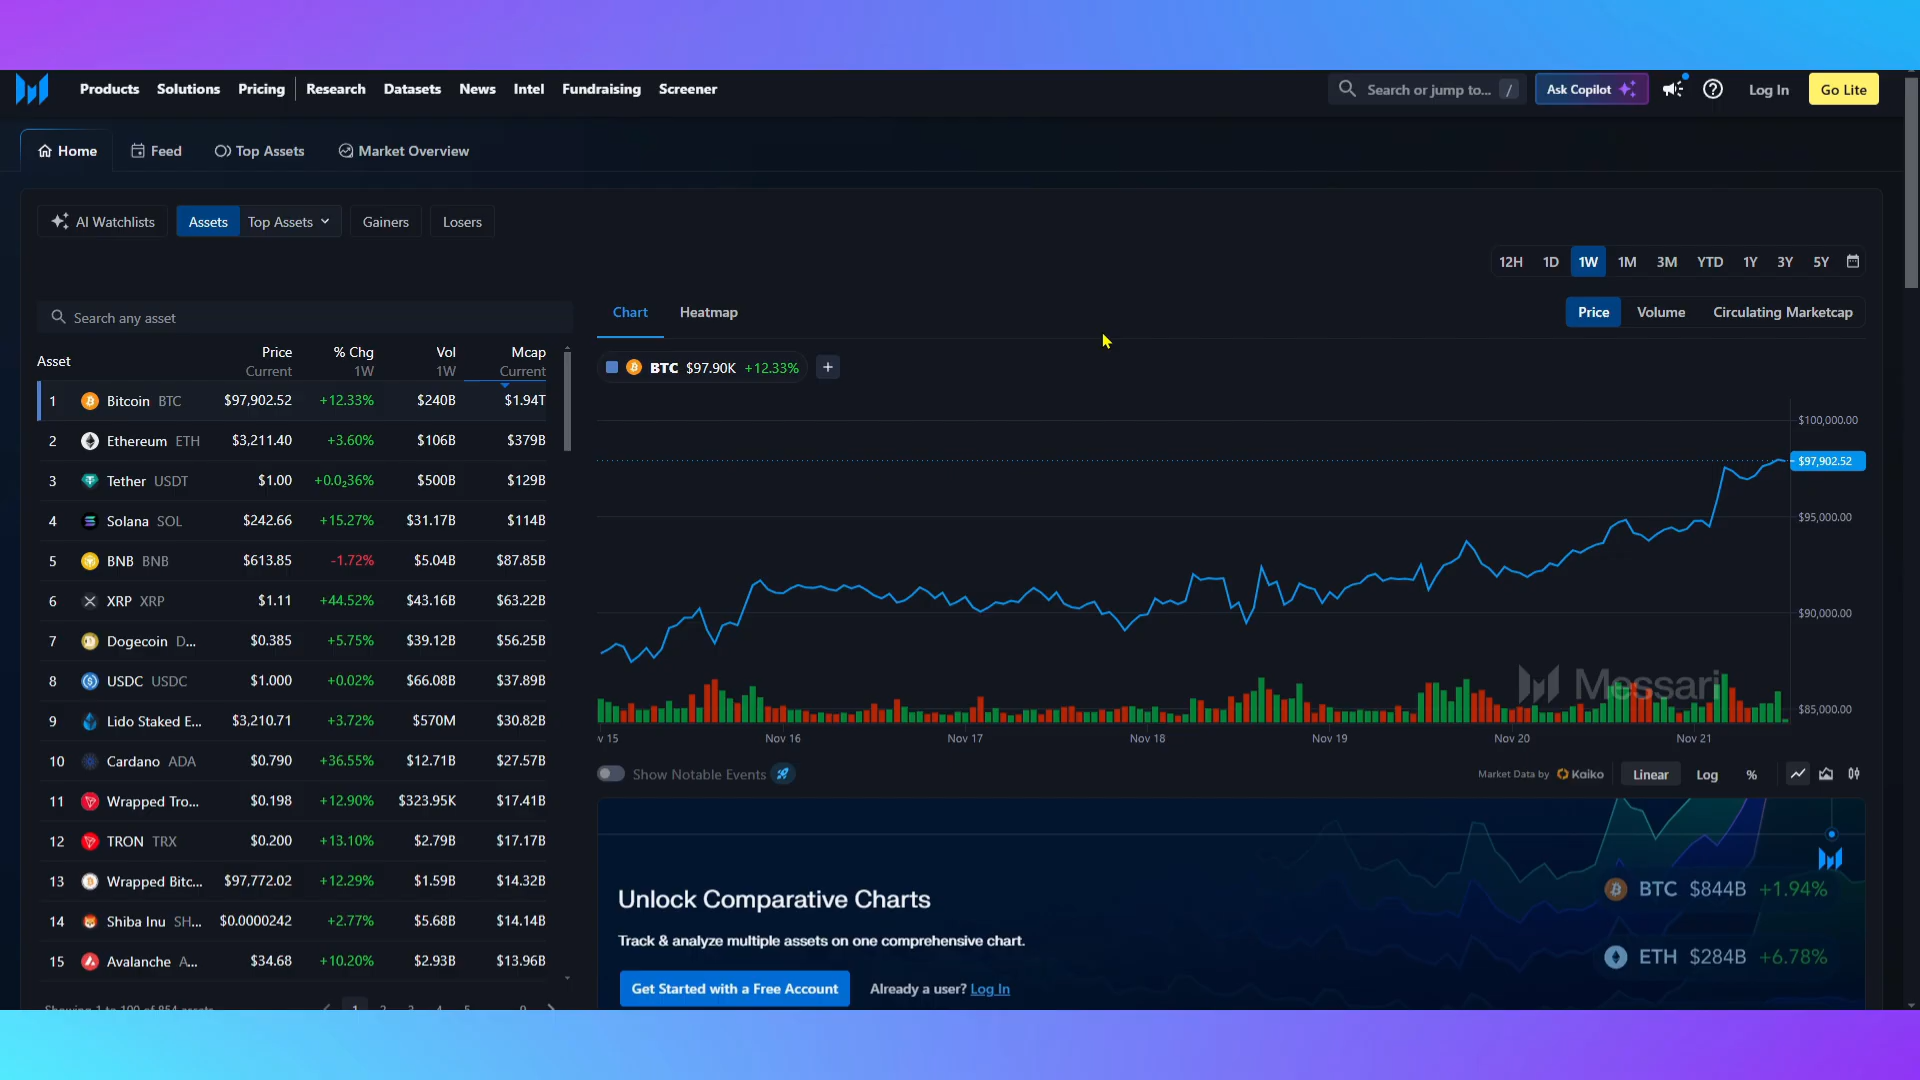 Products Solutions Pricing Research Datasets News Intel Fundraising Screener Search or jump to... / Ask Copilot Log In Go Lite
Home Feed Top Assets Market Overview
AI Watchlists Assets Top Assets Gainers Losers
12H 1D 1W 1M 3M YTD 1Y 3Y 5Y
Search any asset
Chart Heatmap
Price Volume Circulating Marketcap
BTC $97.90K +12.33% +
Asset Price Current % Chg 1W Vol 1W Mcap Current
1 Bitcoin BTC $97,902.52 +12.33% $240B $1.94T
2 Ethereum ETH $3,211.40 +3.60% $106B $379B
3 Tether USDT $1.00 +0.0₂36% $500B $129B
4 Solana SOL $242.66 +15.27% $31.17B $114B
5 BNB BNB $613.85 -1.72% $5.04B $87.85B
6 XRP XRP $1.11 +44.52% $43.16B $63.22B
7 Dogecoin D... $0.385 +5.75% $39.12B $56.25B
8 USDC USDC $1.000 +0.02% $66.08B $37.89B
9 Lido Staked E... $3,210.71 +3.72% $570M $30.82B
10 Cardano ADA $0.790 +36.55% $12.71B $27.57B
11 Wrapped Tro... $0.198 +12.90% $323.95K $17.41B
12 TRON TRX $0.200 +13.10% $2.79B $17.17B
13 Wrapped Bitc... $97,772.02 +12.29% $1.59B $14.32B
14 Shiba Inu SH... $0.0000242 +2.77% $5.68B $14.14B
15 Avalanche A... $34.68 +10.20% $2.93B $13.96B
Showing 1 to 100 of 854 assets 1 2 3 4 5 9
$100,000.00
$97,902.52
$95,000.00
$90,000.00
Messari
$85,000.00
v 15 Nov 16 Nov 17 Nov 18 Nov 19 Nov 20 Nov 21
Show Notable Events
Market Data by Kaiko Linear Log %
Unlock Comparative Charts
Track & analyze multiple assets on one comprehensive chart.
Get Started with a Free Account Already a user? Log In
BTC $844B +1.94%
ETH $284B +6.78%